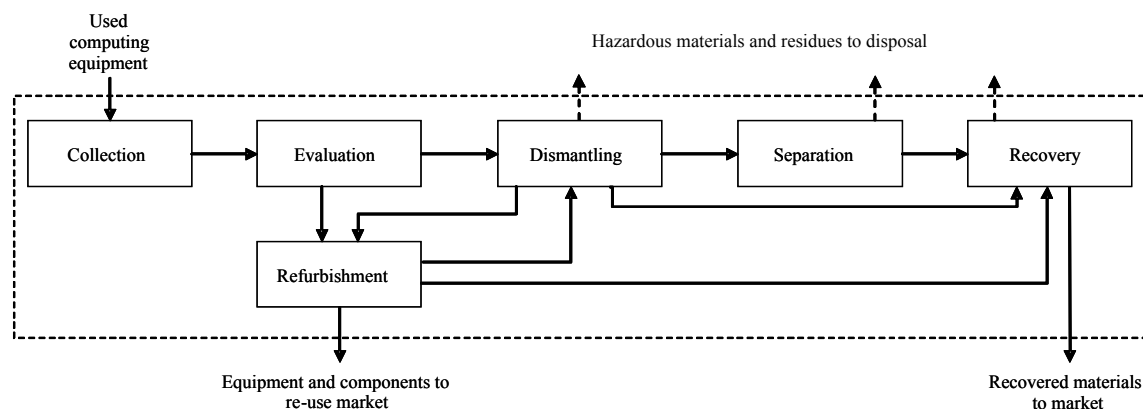 Used
computing
equipment
Hazardous materials and residues to disposal
Collection
Evaluation
Dismantling
Separation
Recovery
Refurbishment
Equipment and components to
re-use market
Recovered materials
to market